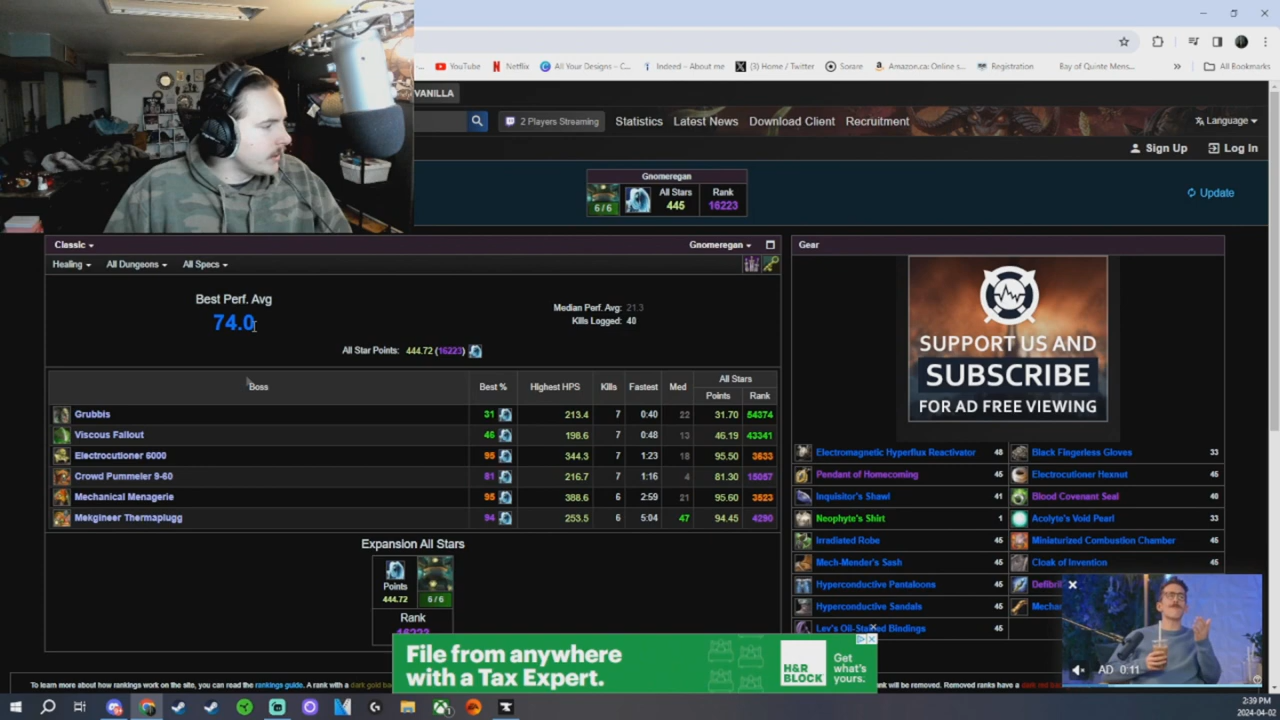 YouTube
Netflix
All Your Designs - C...
Indeed - About me
(3) Home / Twitter
Sorare
Amazon.ca: Online s...
Registration
Bay of Quinte Mens...
»
All Bookmarks
VANILLA
2 Players Streaming
Statistics
Latest News
Download Client
Recruitment
Language
Sign Up
Log In
Gnomeregan
6/6
All Stars
445
Rank
16223
Update
Classic
Gnomeregan
Healing
All Dungeons
All Specs
Best Perf. Avg
74.0
Median Perf. Avg: 21.3
Kills Logged: 40
All Star Points: 444.72 (16223)
Boss Best % Highest HPS Kills Fastest Med All Stars
Points Rank
Grubbis 31 213.4 7 0:40 22 31.70 54374
Viscous Fallout 46 198.6 7 0:48 13 46.19 43341
Electrocutioner 6000 95 344.3 7 1:23 18 95.50 3633
Crowd Pummeler 9-60 81 216.7 7 1:16 4 81.30 15057
Mechanical Menagerie 95 388.6 6 2:59 21 95.60 3523
Mekgineer Thermaplugg 94 253.5 6 5:04 47 94.45 4290
Expansion All Stars
Points
444.72
6/6
Rank
16223
Gear
SUPPORT US AND
SUBSCRIBE
FOR AD FREE VIEWING
Electromagnetic Hyperflux Reactivator 48
Black Fingerless Gloves 33
Pendant of Homecoming 41
Electrocutioner Hexnut 45
Inquisitor's Shawl 41
Blood Covenant Seal 40
Neophyte's Shirt 1
Acolyte's Void Pearl 33
Irradiated Robe 45
Miniaturized Combustion Chamber 45
Mech-Mender's Sash 45
Cloak of Invention 45
Hyperconductive Pantaloons 45
Defibril
Hyperconductive Sandals 45
Mechan
Lev's Oil-Stained Bindings 45
AD 0:11
File from anywhere
with a Tax Expert.
H&R
BLOCK
Get
what's
yours.
To learn more about how rankings work on the site, you can read the rankings guide. A rank with a dark gold ba
nk will be removed. Removed ranks have a
2:39 PM
2024-04-02